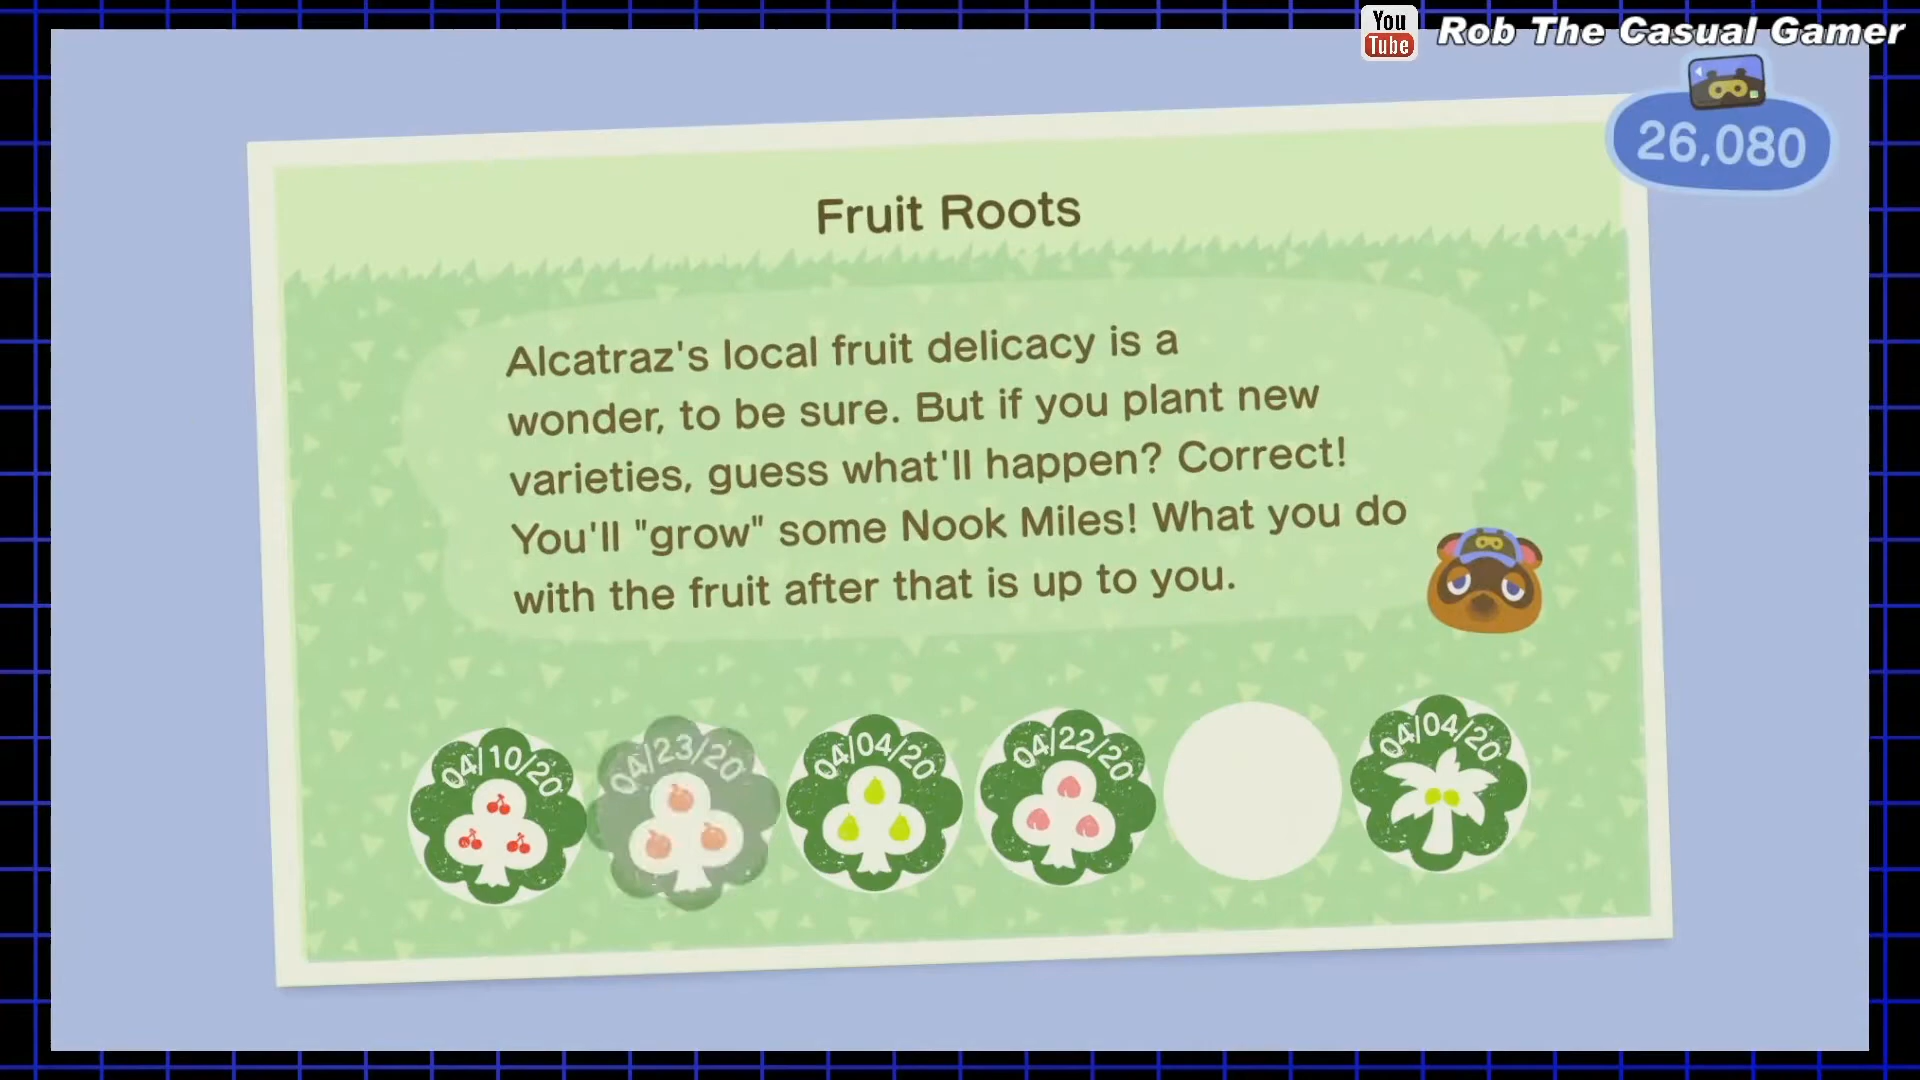 You
Tube
Rob The Casual Gamer
26,080
Fruit Roots
Alcatraz's local fruit delicacy is a
wonder, to be sure. But if you plant new
varieties, guess what'll happen? Correct!
You'll "grow" some Nook Miles! What you do
with the fruit after that is up to you.
04/10/20
04/23/20
04/04/20
04/22/20
04/04/20